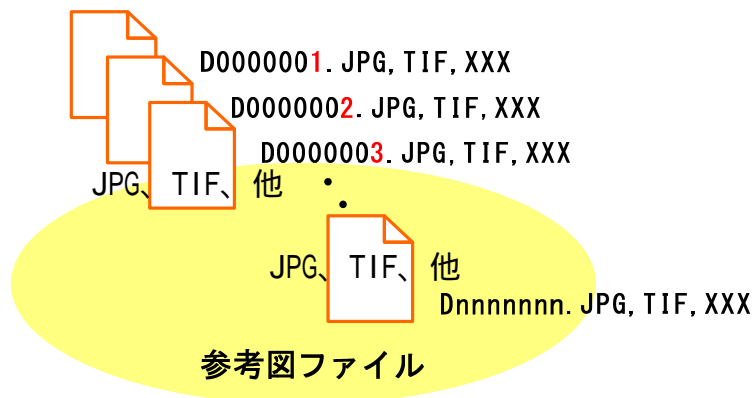 D0000001.JPG,TIF,XXX
D0000002.JPG,TIF,XXX
D0000003.JPG,TIF,XXX
JPG、TIF、他
JPG、TIF、他
Dnnnnnnn.JPG,TIF,XXX
参考図ファイル